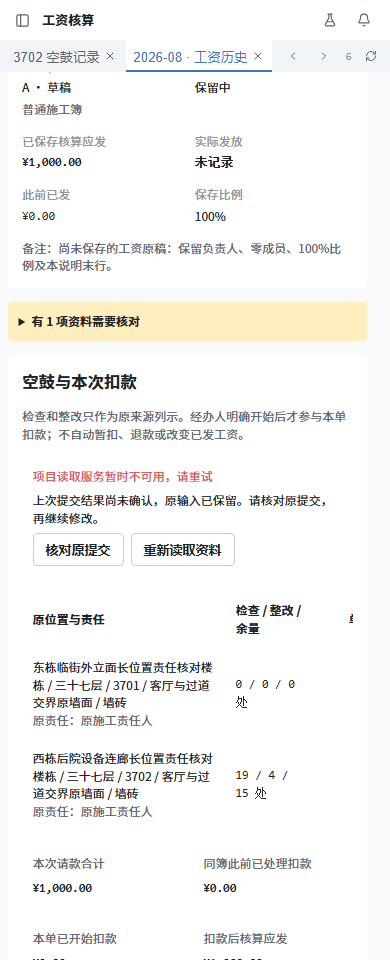 工资核算
3702 空鼓记录 ×
2026-08 · 工资历史 ×
6
A · 草稿
保留中
普通施工簿
已保存核算应发
实际发放
¥1,000.00
未记录
此前已发
保存比例
¥0.00
100%
备注: 尚未保存的工资原稿: 保留负责人、零成员、100%比
例及本说明末行。
有 1 项资料需要核对
空鼓与本次扣款
检查和整改只作为原来源列示。经办人明确开始后才参与本单
扣款；不自动暂扣、退款或改变已发工资。
项目读取服务暂时不可用，请重试
上次提交结果尚未确认，原输入已保留。请核对原提交，
再继续修改。
核对原提交
重新读取资料
原位置与责任
检查 / 整改 /
余量
东栋临街外立面长位置责任核对楼
栋 / 三十七层 / 3701 / 客厅与过道
交界原墙面 / 墙砖
原责任：原施工责任人
0 / 0 / 0
处
西栋后院设备连廊长位置责任核对
楼栋 / 三十七层 / 3702 / 客厅与过
道交界原墙面 / 墙砖
原责任：原施工责任人
19 / 4 /
15 处
本次请款合计
同簿此前已处理扣款
¥1,000.00
¥0.00
本单已开始扣款
扣款后核算应发